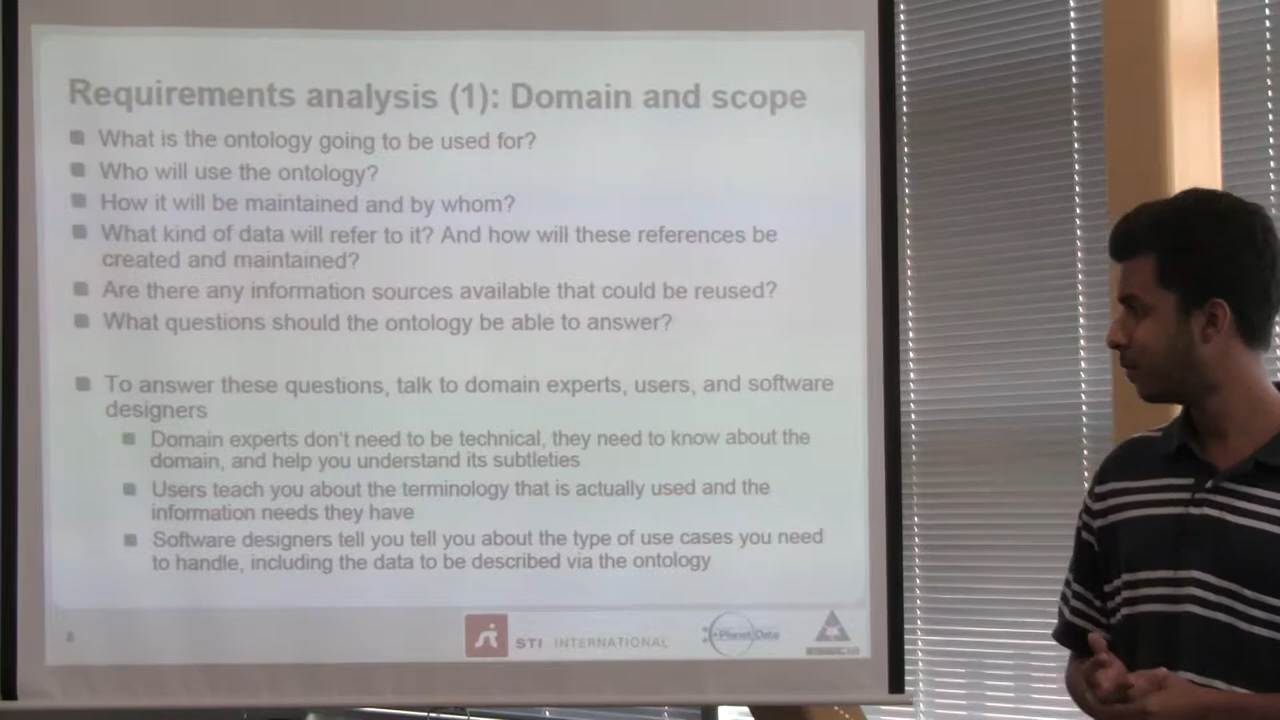 Requirements analysis (1): Domain and scope
What is the ontology going to be used for?
Who will use the ontology?
How it will be maintained and by whom?
What kind of data will refer to it? And how will these references be
created and maintained?
Are there any information sources available that could be reused?
What questions should the ontology be able to answer?
To answer these questions, talk to domain experts, users, and software
designers
Domain experts don't need to be technical, they need to know about the
domain, and help you understand its subtleties
Users teach you about the terminology that is actually used and the
information needs they have
Software designers tell you tell you about the type of use cases you need
to handle, including the data to be described via the ontology
STI INTERNATIONAL
Planet Data